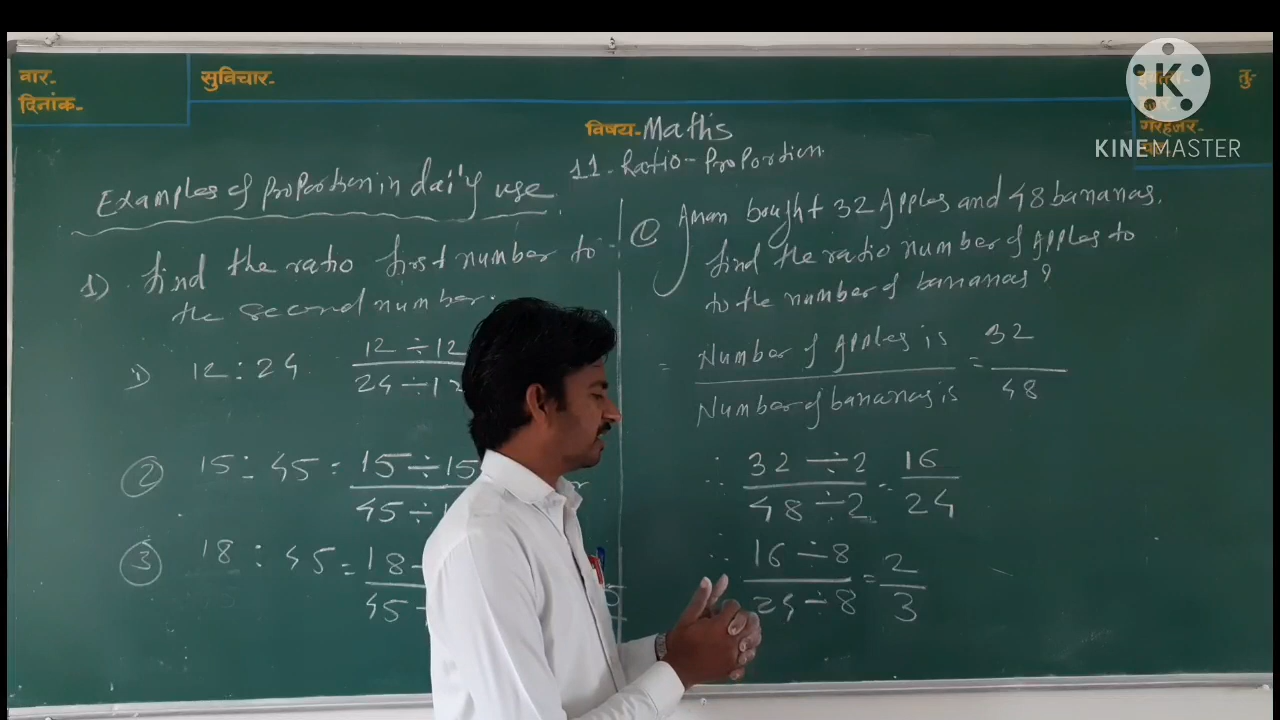 वार-
दिनांक-
सुविचार-
तु-
गैरहजर-
KINEMASTER
विषय- Maths
11. Ratio-Proportion.
Examples of Proportion in daily use
1) find the ratio first number to
the second number.
1) 12:24 12÷12
24÷12
2 15:45 = 15÷15
45÷
3 18:45 = 18
45÷
Aman bought 32 Apples and 48 bananas.
find the ratio number of apples to
to the number of bananas?
= Number of apples is = 32
Number of bananas is 48
∴ 32÷2 = 16
48÷2 24
∴ 16÷8 = 2
24÷8 3